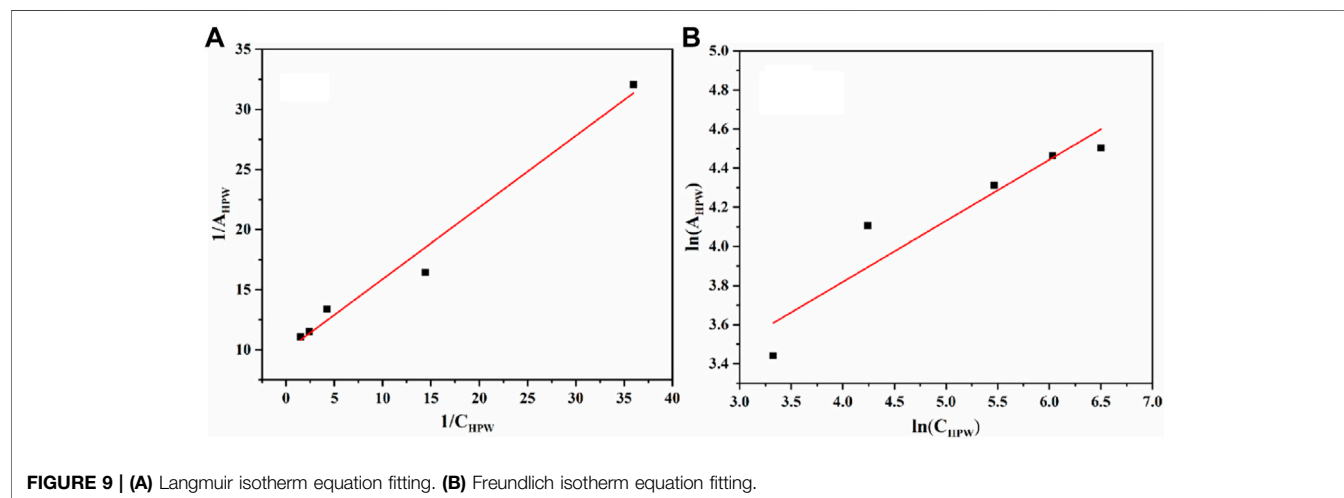 A
B
35
30
25
20
15
10
1/A_HPW
0 5 10 15 20 25 30 35 40
1/C_HPW
5.0
4.8
4.6
4.4
4.2
4.0
3.8
3.6
3.4
ln(A_HPW)
3.0 3.5 4.0 4.5 5.0 5.5 6.0 6.5 7.0
ln(C_HPW)
FIGURE 9 | (A) Langmuir isotherm equation fitting. (B) Freundlich isotherm equation fitting.